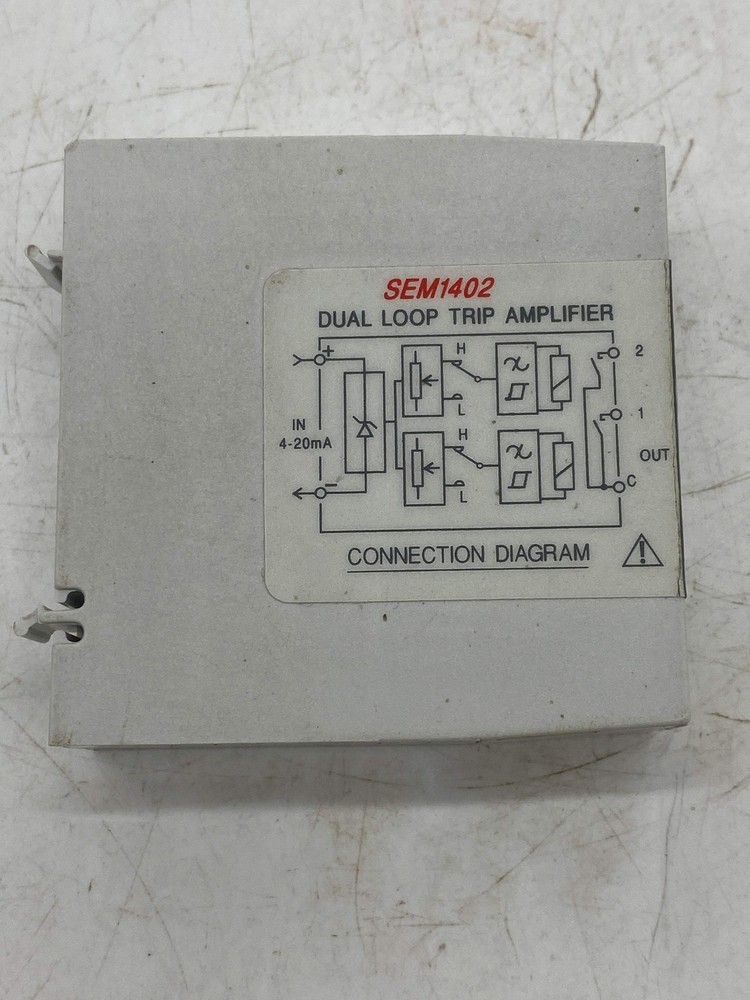 SEM1402
DUAL LOOP TRIP AMPLIFIER
+
H
2
L
1
IN
4-20mA
H
OUT
L
C
-
CONNECTION DIAGRAM
!